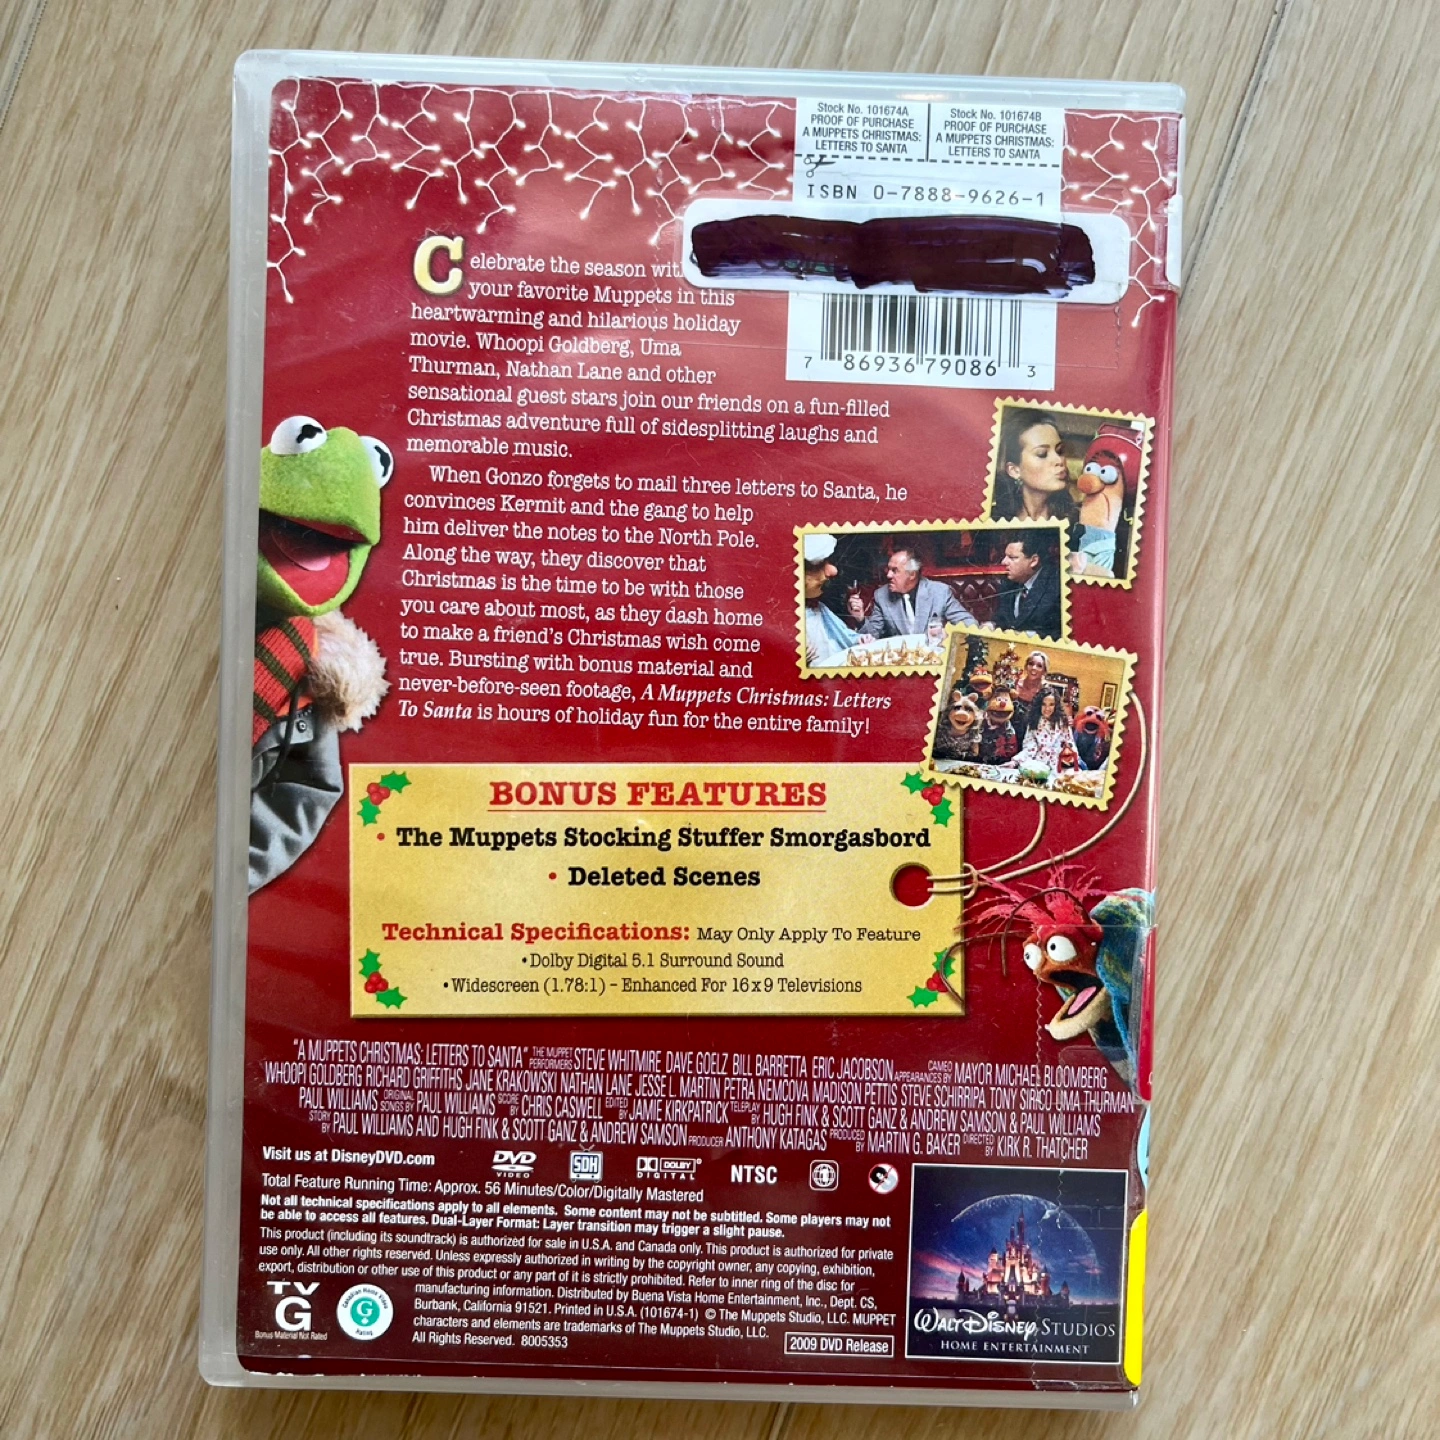 Stock No. 101674A
PROOF OF PURCHASE
A MUPPETS CHRISTMAS:
LETTERS TO SANTA
Stock No. 101674B
PROOF OF PURCHASE
A MUPPETS CHRISTMAS:
LETTERS TO SANTA
ISBN 0-7888-9626-1
7 86936 79086 3
Celebrate the season with
your favorite Muppets in this
heartwarming and hilarious holiday
movie. Whoopi Goldberg, Uma
Thurman, Nathan Lane and other
sensational guest stars join our friends on a fun-filled
Christmas adventure full of sidesplitting laughs and
memorable music.
When Gonzo forgets to mail three letters to Santa, he
convinces Kermit and the gang to help
him deliver the notes to the North Pole.
Along the way, they discover that
Christmas is the time to be with those
you care about most, as they dash home
to make a friend's Christmas wish come
true. Bursting with bonus material and
never-before-seen footage, A Muppets Christmas: Letters
To Santa is hours of holiday fun for the entire family!
BONUS FEATURES
• The Muppets Stocking Stuffer Smorgasbord
• Deleted Scenes
Technical Specifications: May Only Apply To Feature
• Dolby Digital 5.1 Surround Sound
• Widescreen (1.78:1) – Enhanced For 16x9 Televisions
"A MUPPETS CHRISTMAS: LETTERS TO SANTA" THE MUPPET PERFORMERS STEVE WHITMIRE DAVE GOELZ BILL BARRETTA ERIC JACOBSON CAMEO APPEARANCES BY MAYOR MICHAEL BLOOMBERG
WHOOPI GOLDBERG RICHARD GRIFFITHS JANE KRAKOWSKI NATHAN LANE JESSE L. MARTIN PETRA NEMCOVA MADISON PETTIS STEVE SCHIRRIPA TONY SIRICO UMA THURMAN
PAUL WILLIAMS ORIGINAL SONGS BY PAUL WILLIAMS SCORE BY CHRIS CASWELL EDITED BY JAMIE KIRKPATRICK TELEPLAY BY HUGH FINK & SCOTT GANZ & ANDREW SAMSON & PAUL WILLIAMS
STORY BY PAUL WILLIAMS AND HUGH FINK & SCOTT GANZ & ANDREW SAMSON PRODUCER ANTHONY KATAGAS PRODUCED BY MARTIN G. BAKER DIRECTED BY KIRK R. THATCHER
Visit us at DisneyDVD.com
DVD VIDEO
SDH
DOLBY DIGITAL
NTSC
1
Total Feature Running Time: Approx. 56 Minutes/Color/Digitally Mastered
Not all technical specifications apply to all elements. Some content may not be subtitled. Some players may not
be able to access all features. Dual-Layer Format: Layer transition may trigger a slight pause.
This product (including its soundtrack) is authorized for sale in U.S.A. and Canada only. This product is authorized for private
use only. All other rights reserved. Unless expressly authorized in writing by the copyright owner, any copying, exhibition,
export, distribution or other use of this product or any part of it is strictly prohibited. Refer to inner ring of the disc for
manufacturing information. Distributed by Buena Vista Home Entertainment, Inc., Dept. CS,
Burbank, California 91521. Printed in U.S.A. (101674-1) © The Muppets Studio, LLC. MUPPET
characters and elements are trademarks of The Muppets Studio, LLC.
All Rights Reserved. 8005353
TV
G
Bonus Material Not Rated
Canadian Home Video
G
Rating
2009 DVD Release
WALT DISNEY STUDIOS
HOME ENTERTAINMENT